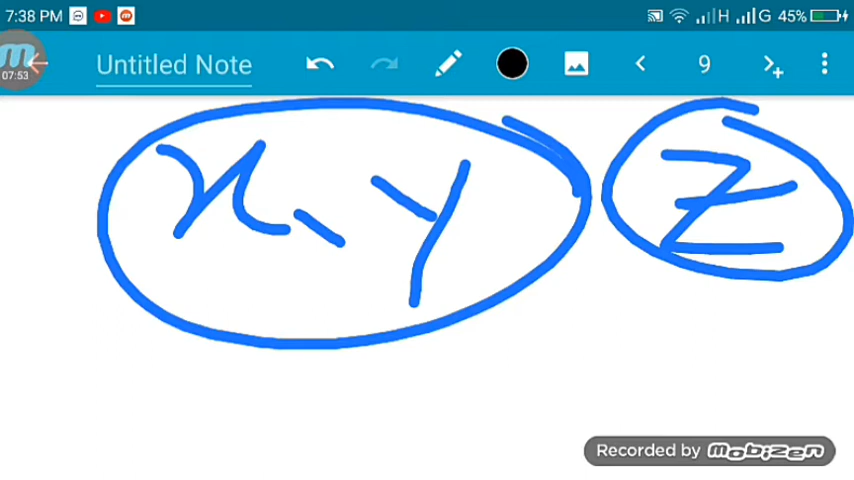 7:38 PM H G 45%
07:53 Untitled Note 9
x, y z
Recorded by mobizen